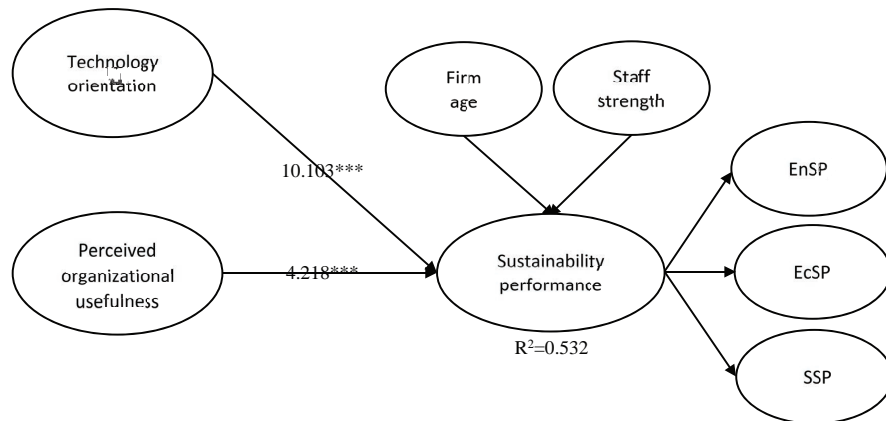 Technology
orientation
Firm
age
Staff
strength
10.103***
EnSP
Perceived
organizational
usefulness
4.218***
Sustainability
performance
EcSP
R²=0.532
SSP